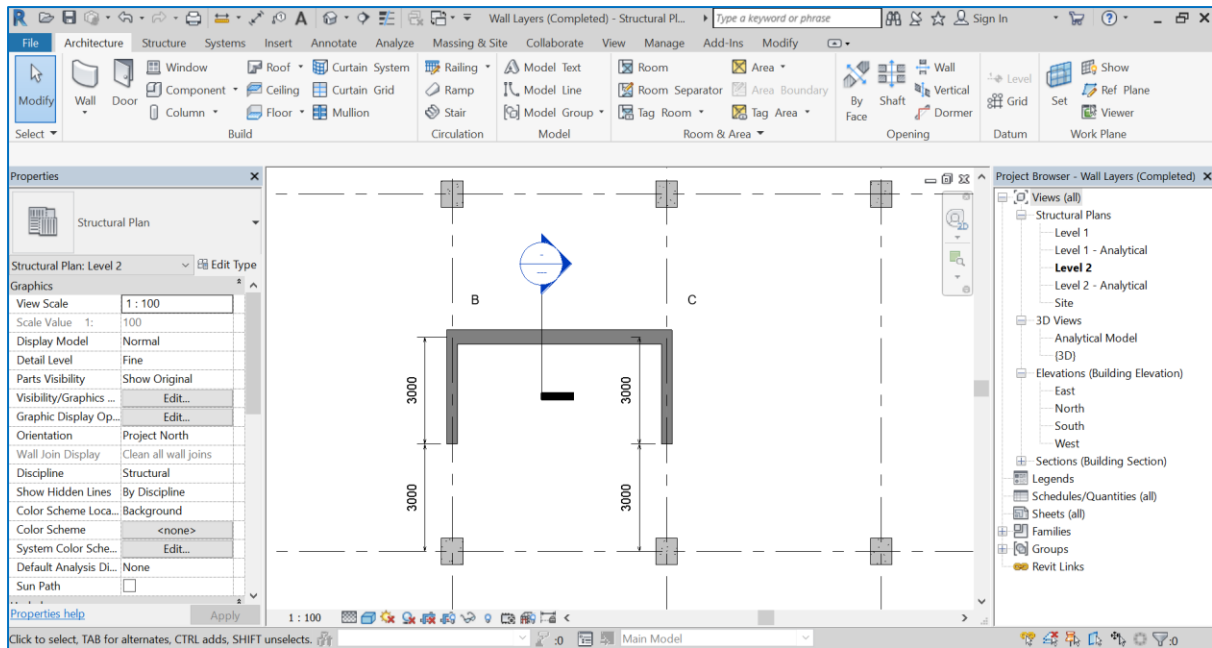 Wall Layers (Completed) - Structural Pl...
Type a keyword or phrase
Sign In
File Architecture Structure Systems Insert Annotate Analyze Massing & Site Collaborate View Manage Add-Ins Modify
Modify
Wall
Door
Window
Component
Column
Roof
Ceiling
Floor
Curtain System
Curtain Grid
Mullion
Railing
Ramp
Stair
Model Text
Model Line
Model Group
Room
Room Separator
Tag Room
Area
Area Boundary
Tag Area
By
Face
Shaft
Wall
Vertical
Dormer
Level
Grid
Set
Show
Ref Plane
Viewer
Select Build Circulation Model Room & Area Opening Datum Work Plane
Properties
Structural Plan
Structural Plan: Level 2 Edit Type
Graphics
View Scale 1 : 100
Scale Value 1: 100
Display Model Normal
Detail Level Fine
Parts Visibility Show Original
Visibility/Graphics ... Edit...
Graphic Display Op... Edit...
Orientation Project North
Wall Join Display Clean all wall joins
Discipline Structural
Show Hidden Lines By Discipline
Color Scheme Loca... Background
Color Scheme <none>
System Color Sche... Edit...
Default Analysis Di... None
Sun Path
Properties help Apply
B
C
3000
3000
3000
3000
2D
1 : 100
Project Browser - Wall Layers (Completed)
Views (all)
Structural Plans
Level 1
Level 1 - Analytical
Level 2
Level 2 - Analytical
Site
3D Views
Analytical Model
{3D}
Elevations (Building Elevation)
East
North
South
West
Sections (Building Section)
Legends
Schedules/Quantities (all)
Sheets (all)
Families
Groups
Revit Links
Click to select, TAB for alternates, CTRL adds, SHIFT unselects.
:0
Main Model
:0